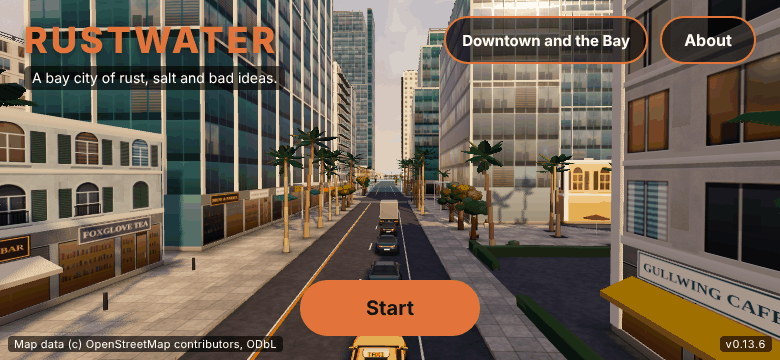 RUSTWATER
Downtown and the Bay
About
A bay city of rust, salt and bad ideas.
FOXGLOVE TEA
BAR
GULLWING CAFE
Start
TAXI
Map data (c) OpenStreetMap contributors, ODbL
v0.13.6